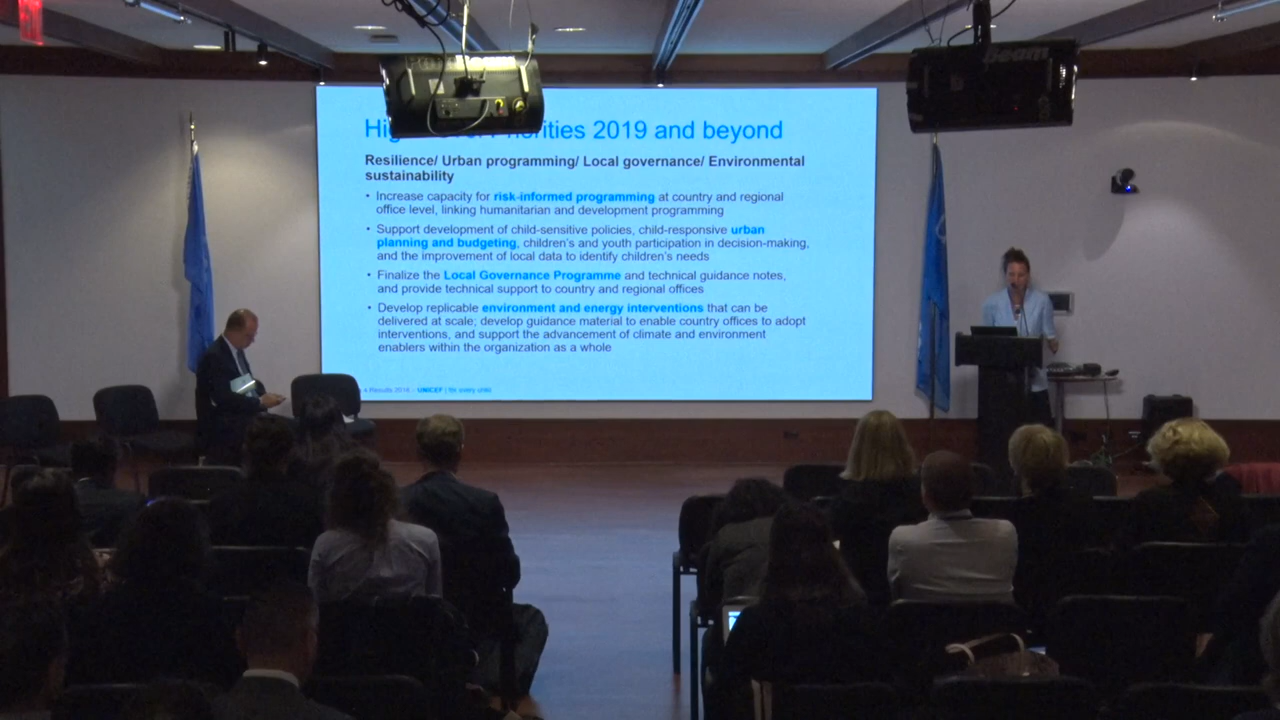 priorities 2019 and beyond
Resilience/ Urban programming/ Local governance/ Environmental
sustainability
• Increase capacity for risk-informed programming at country and regional
office level, linking humanitarian and development programming
• Support development of child-sensitive policies, child-responsive urban
planning and budgeting, children's and youth participation in decision-making,
and the improvement of local data to identify children's needs
• Finalize the Local Governance Programme and technical guidance notes,
and provide technical support to country and regional offices
• Develop replicable environment and energy interventions that can be
delivered at scale; develop guidance material to enable country offices to adopt
interventions, and support the advancement of climate and environment
enablers within the organization as a whole
4 Results 2018 – UNICEF | for every child
Beam